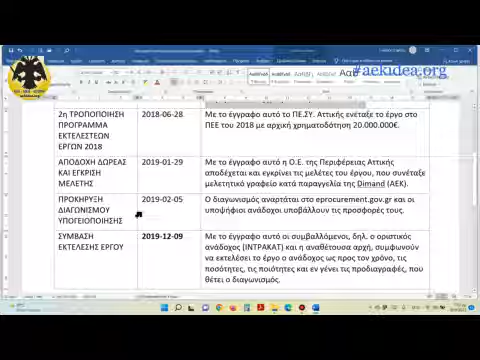 #aekidea.org
2η ΤΡΟΠΟΠΟΙΗΣΗ
ΠΡΟΓΡΑΜΜΑ
ΕΚΤΕΛΕΣΤΕΩΝ
ΕΡΓΩΝ 2018
2018-06-28
Με το έγγραφο αυτό το ΠΕ.ΣΥ. Αττικής ενέταξε το έργο στο
ΠΕΕ του 2018 με αρχική χρηματοδότηση 20.000.000€.
ΑΠΟΔΟΧΗ ΔΩΡΕΑΣ
ΚΑΙ ΕΓΚΡΙΣΗ
ΜΕΛΕΤΗΣ
2019-01-29
Με το έγγραφο αυτό η Ο.Ε. της Περιφέρειας Αττικής
αποδέχεται και εγκρίνει τις μελέτες του έργου, που συνέταξε
μελετητικό γραφείο κατά παραγγελία της Dimand (ΑΕΚ).
ΠΡΟΚΗΡΥΞΗ
ΔΙΑΓΩΝΙΣΜΟΥ
ΥΠΟΓΕΙΟΠΟΙΗΣΗΣ
2019-02-05
Ο διαγωνισμός αναρτάται στο eprocurement.gov.gr και οι
υποψήφιοι ανάδοχοι υποβάλλουν τις προσφορές τους.
ΣΥΜΒΑΣΗ
ΕΚΤΕΛΕΣΗΣ ΕΡΓΟΥ
2019-12-09
Με το έγγραφο αυτό οι συμβαλλόμενοι, δηλ. ο οριστικός
ανάδοχος (ΙΝΤΡΑΚΑΤ) και η αναθέτουσα αρχή, συμφωνούν
να εκτελέσει το έργο ο ανάδοχος ως προς τον χρόνο, τις
ποσότητες, τις ποιότητες και εν γένει τις προδιαγραφές, που
θέτει ο διαγωνισμός.